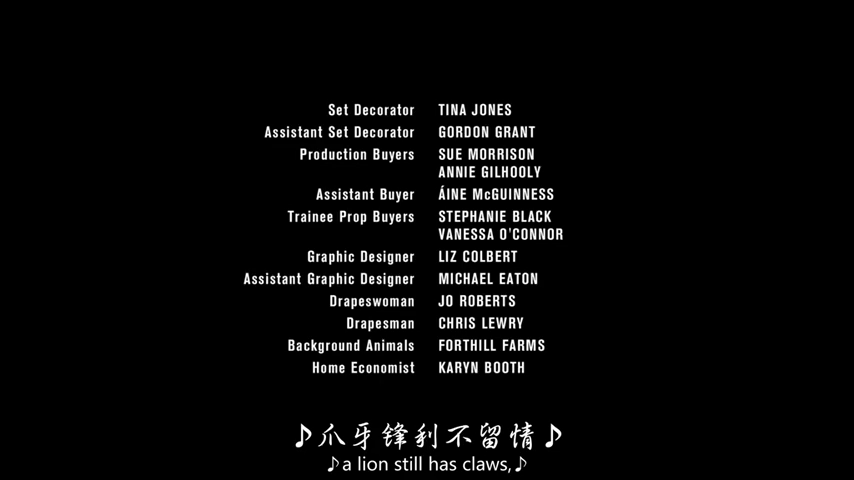 Set Decorator TINA JONES
Assistant Set Decorator GORDON GRANT
Production Buyers SUE MORRISON
ANNIE GILHOOLY
Assistant Buyer ÁINE McGUINNESS
Trainee Prop Buyers STEPHANIE BLACK
VANESSA O'CONNOR
Graphic Designer LIZ COLBERT
Assistant Graphic Designer MICHAEL EATON
Drapeswoman JO ROBERTS
Drapesman CHRIS LEWRY
Background Animals FORTHILL FARMS
Home Economist KARYN BOOTH
♪爪牙锋利不留情♪
♪a lion still has claws,♪